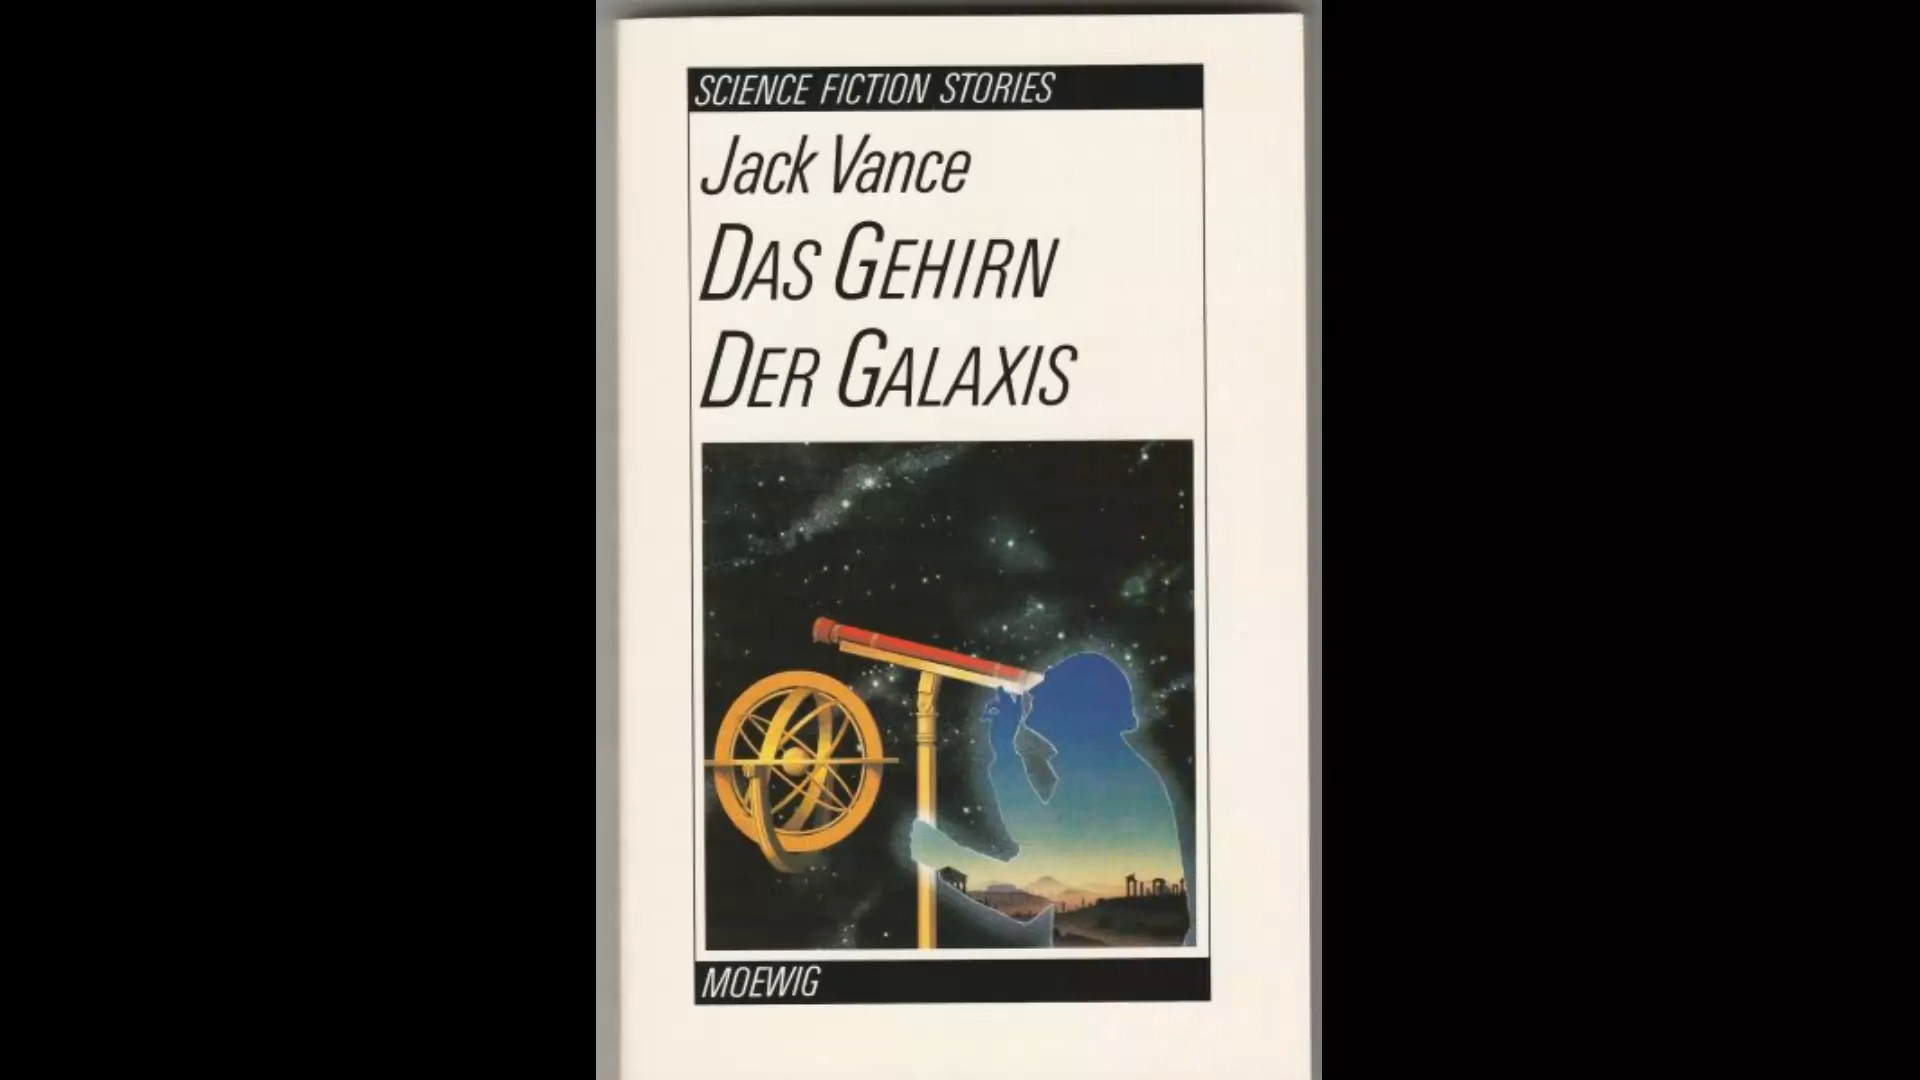 SCIENCE FICTION STORIES
Jack Vance
DAS GEHIRN
DER GALAXIS
MOEWIG